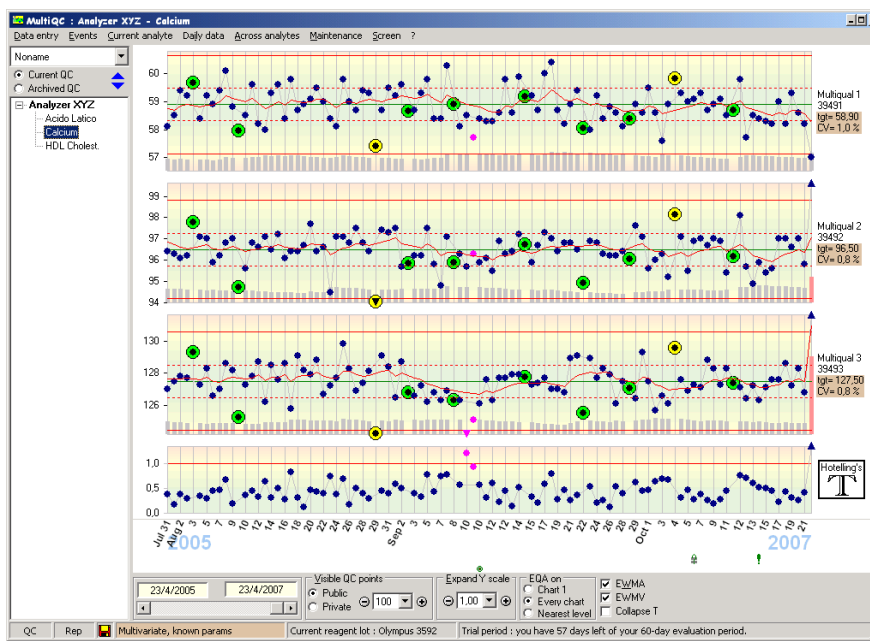 MultiQC : Analyzer XYZ - Calcium
Data entry Events Current analyte Daily data Across analytes Maintenance Screen ?
Noname
Current QC
Archived QC
Analyzer XYZ
Acido Latico
Calcium
HDL Cholest.
60
59
58
57
Multiqual 1
39491
tgt= 58,90
CV= 1,0 %
99
98
97
96
95
94
Multiqual 2
39492
tgt= 96,50
CV= 0,8 %
130
128
126
Multiqual 3
39493
tgt= 127,50
CV= 0,8 %
1,0
0,5
0,0
Hotelling's
T
Jul 31 Aug 2 3 7 9 10 12 14 16 18 19 21 23 24 26 28 29 31 Sep 2 3 5 7 8 10 10 12 14 15 17 19 20 22 24 26 28 29 Oct 1 3 4 7 9 10 12 13 15 17 19 21
2005 2007
23/4/2005 23/4/2007
Visible QC points
Public
Private
100
Expand Y scale
1.00
EQA on
Chart 1
Every chart
Nearest level
EWMA
EWMV
Collapse T
QC Rep Multivariate, known params Current reagent lot : Olympus 3592 Trial period : you have 57 days left of your 60-day evaluation period.